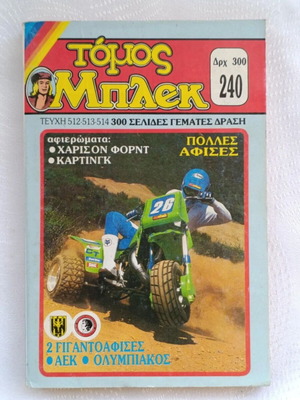 τόμος
Μπλεκ
Δρχ 300
240
ΤΕΥΧΗ 512·513·514 300 ΣΕΛΙΔΕΣ ΓΕΜΑΤΕΣ ΔΡΑΣΗ
αφιερώματα:
● ΧΑΡΙΣΟΝ ΦΟΡΝΤ
● ΚΑΡΤΙΝΓΚ
ΠΟΛΛΕΣ
ΑΦΙΣΕΣ
26
2 ΓΙΓΑΝΤΟΑΦΙΣΕΣ
● ΑΕΚ ● ΟΛΥΜΠΙΑΚΟΣ